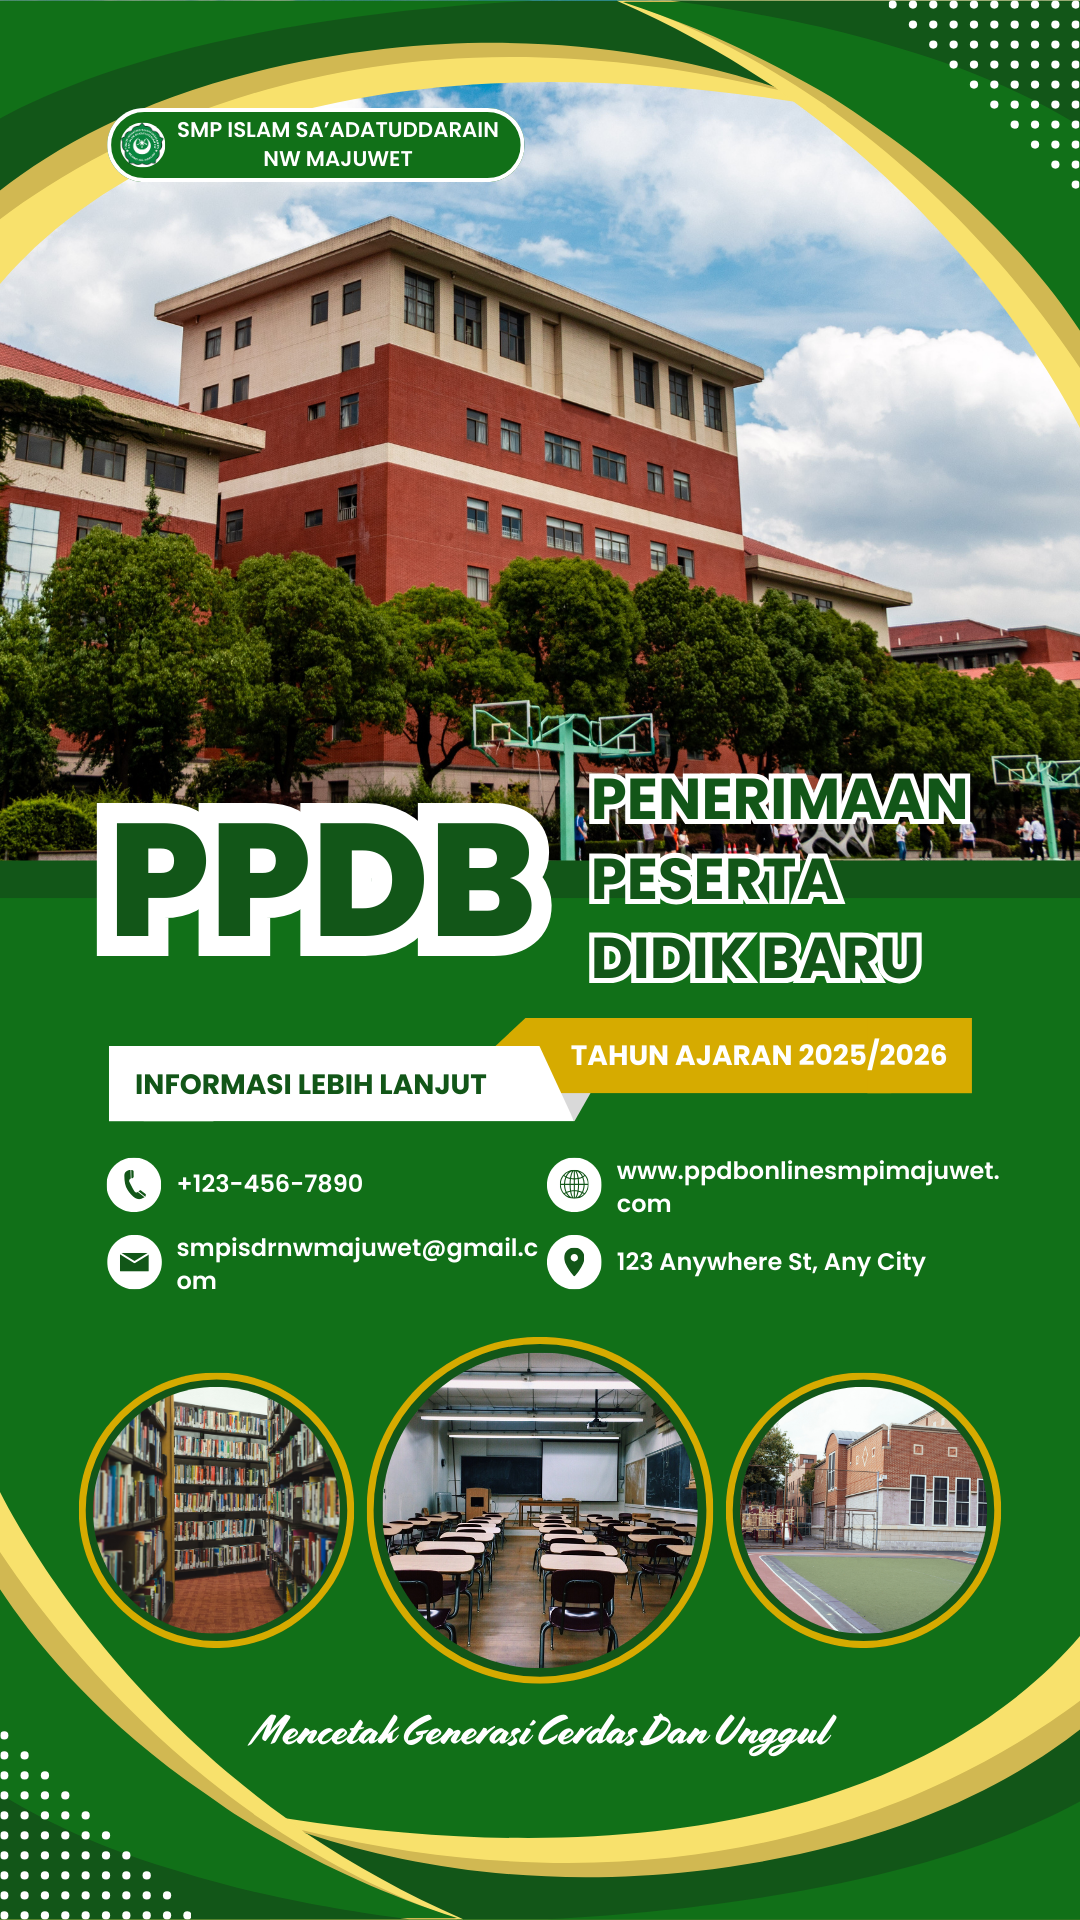 SMP ISLAM SA’ADATUDDARAIN
NW MAJUWET
PPDB
PENERIMAAN
PESERTA
DIDIK BARU
TAHUN AJARAN 2025/2026
INFORMASI LEBIH LANJUT
+123-456-7890
www.ppdbonlinesmpimajuwet.
com
smpisdrnwmajuwet@gmail.c
om
123 Anywhere St, Any City
Mencetak Generasi Cerdas Dan Unggul